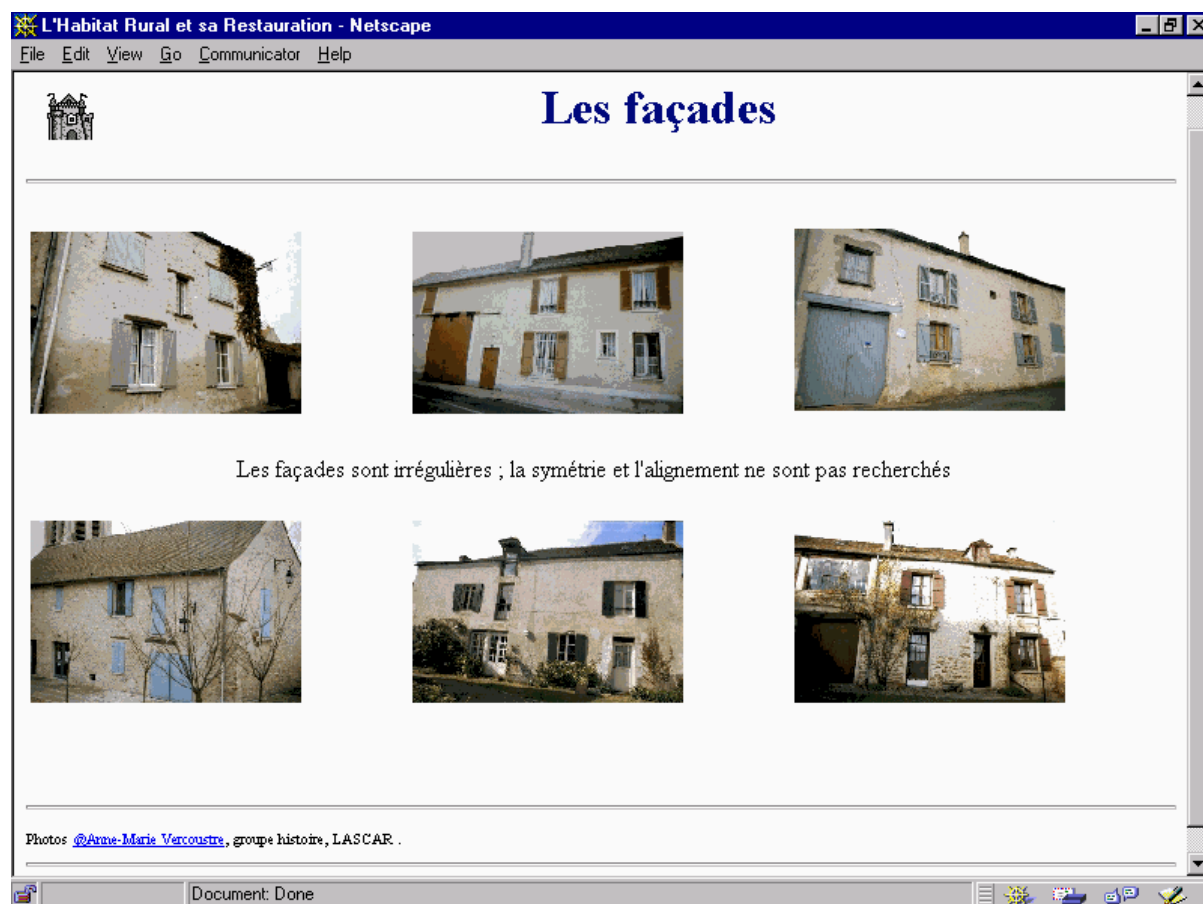 L'Habitat Rural et sa Restauration - Netscape
File Edit View Go Communicator Help
Les façades
Les façades sont irrégulières ; la symétrie et l'alignement ne sont pas recherchés
Photos @Anne-Marie Vercoustre, groupe histoire, LASCAR .
Document: Done